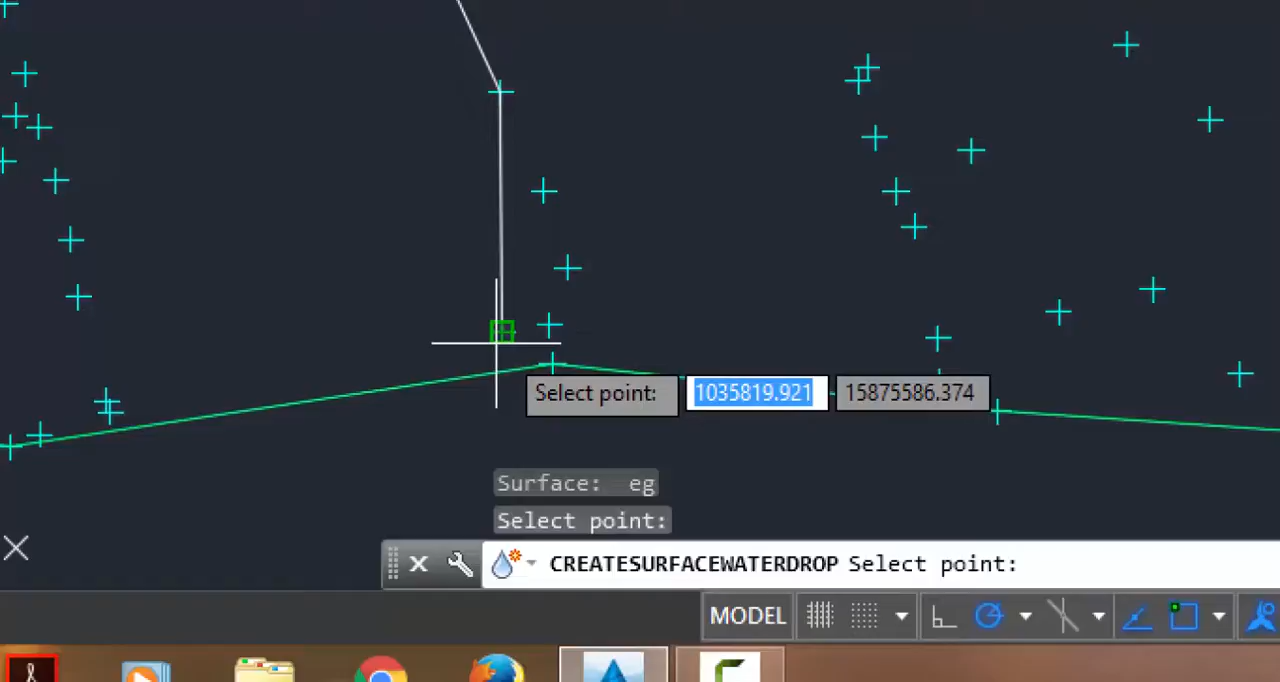 Select point: 1035819.921 15875586.374
Surface: eg
Select point:
CREATESURFACEWATERDROP Select point:
MODEL